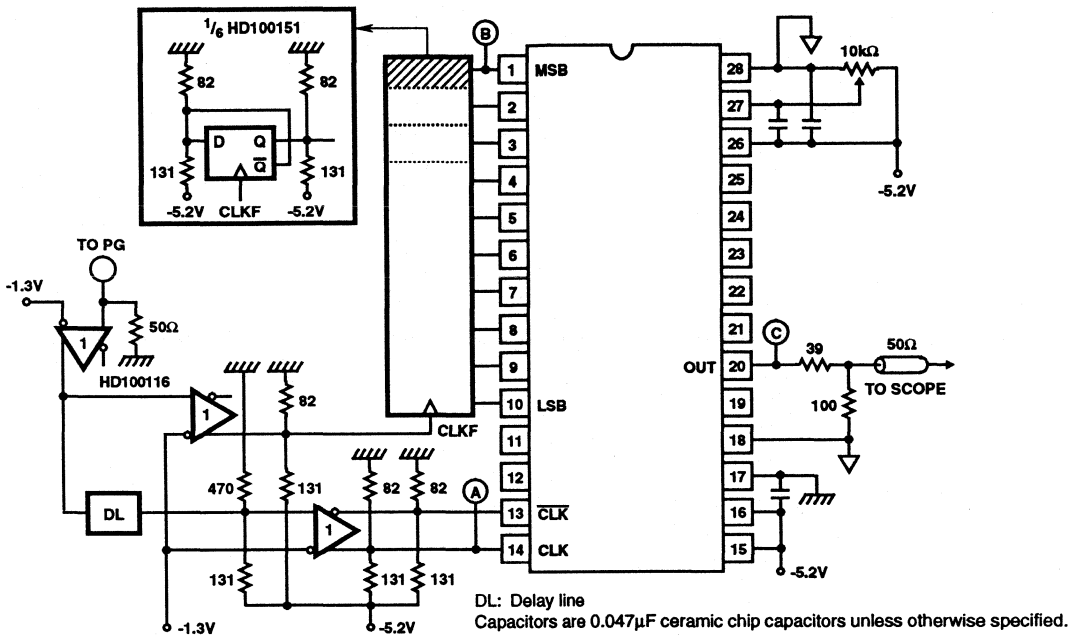 1/6 HD100151
82
82
D
Q
Q̅
131
131
-5.2V
CLKF
-5.2V
TO PG
-1.3V
1
50Ω
HD100116
1
82
CLKF
470
131
82
82
A
DL
1
131
131
131
-1.3V
-5.2V
B
1
MSB
2
3
4
5
6
7
8
9
10
LSB
11
12
13
C̅L̅K̅
14
CLK
28
27
26
25
24
23
22
21
OUT
20
19
18
17
16
15
10kΩ
-5.2V
C
39
50Ω
TO SCOPE
100
-5.2V
DL: Delay line
Capacitors are 0.047µF ceramic chip capacitors unless otherwise specified.